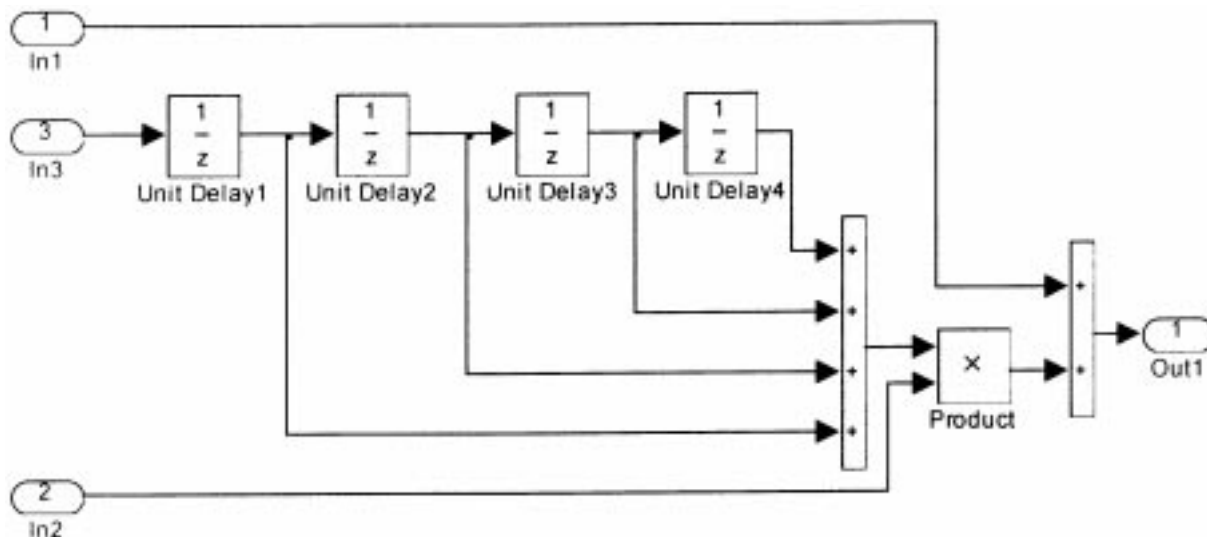 1
In1
3
In3
1
z
Unit Delay1
1
z
Unit Delay2
1
z
Unit Delay3
1
z
Unit Delay4
+
+
+
+
×
Product
+
+
1
Out1
2
In2